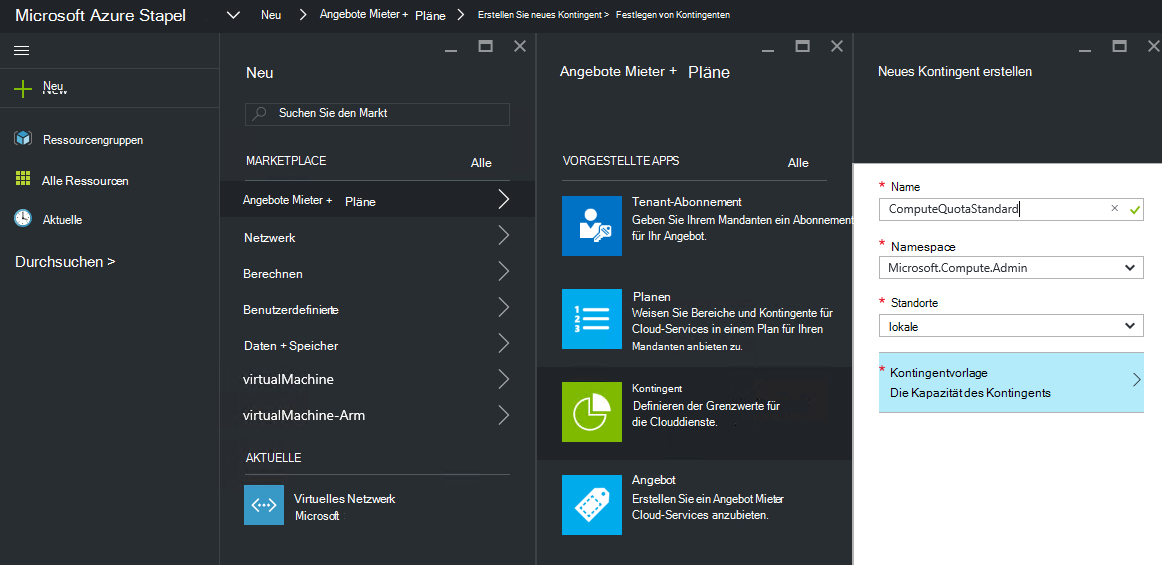 Microsoft Azure Stapel Neu Angebote Mieter + Pläne Erstellen Sie neues Kontingent > Festlegen von Kontingenten
Neu
Ressourcengruppen
Alle Ressourcen
Aktuelle
Durchsuchen >
Neu
Suchen Sie den Markt
MARKETPLACE Alle
Angebote Mieter + Pläne
Netzwerk
Berechnen
Benutzerdefinierte
Daten + Speicher
virtualMachine
virtualMachine-Arm
AKTUELLE
Virtuelles Netzwerk
Microsoft
Angebote Mieter + Pläne
VORGESTELLTE APPS Alle
Tenant-Abonnement
Geben Sie Ihrem Mandanten ein Abonnement
für Ihr Angebot.
Planen
Weisen Sie Bereiche und Kontingente für
Cloud-Services in einem Plan für Ihren
Mandanten anbieten zu.
Kontingent
Definieren der Grenzwerte für
die Clouddienste.
Angebot
Erstellen Sie ein Angebot Mieter
Cloud-Services anzubieten.
Neues Kontingent erstellen
* Name
ComputeQuotaStandard
* Namespace
Microsoft.Compute.Admin
* Standorte
lokale
* Kontingentvorlage
Die Kapazität des Kontingents